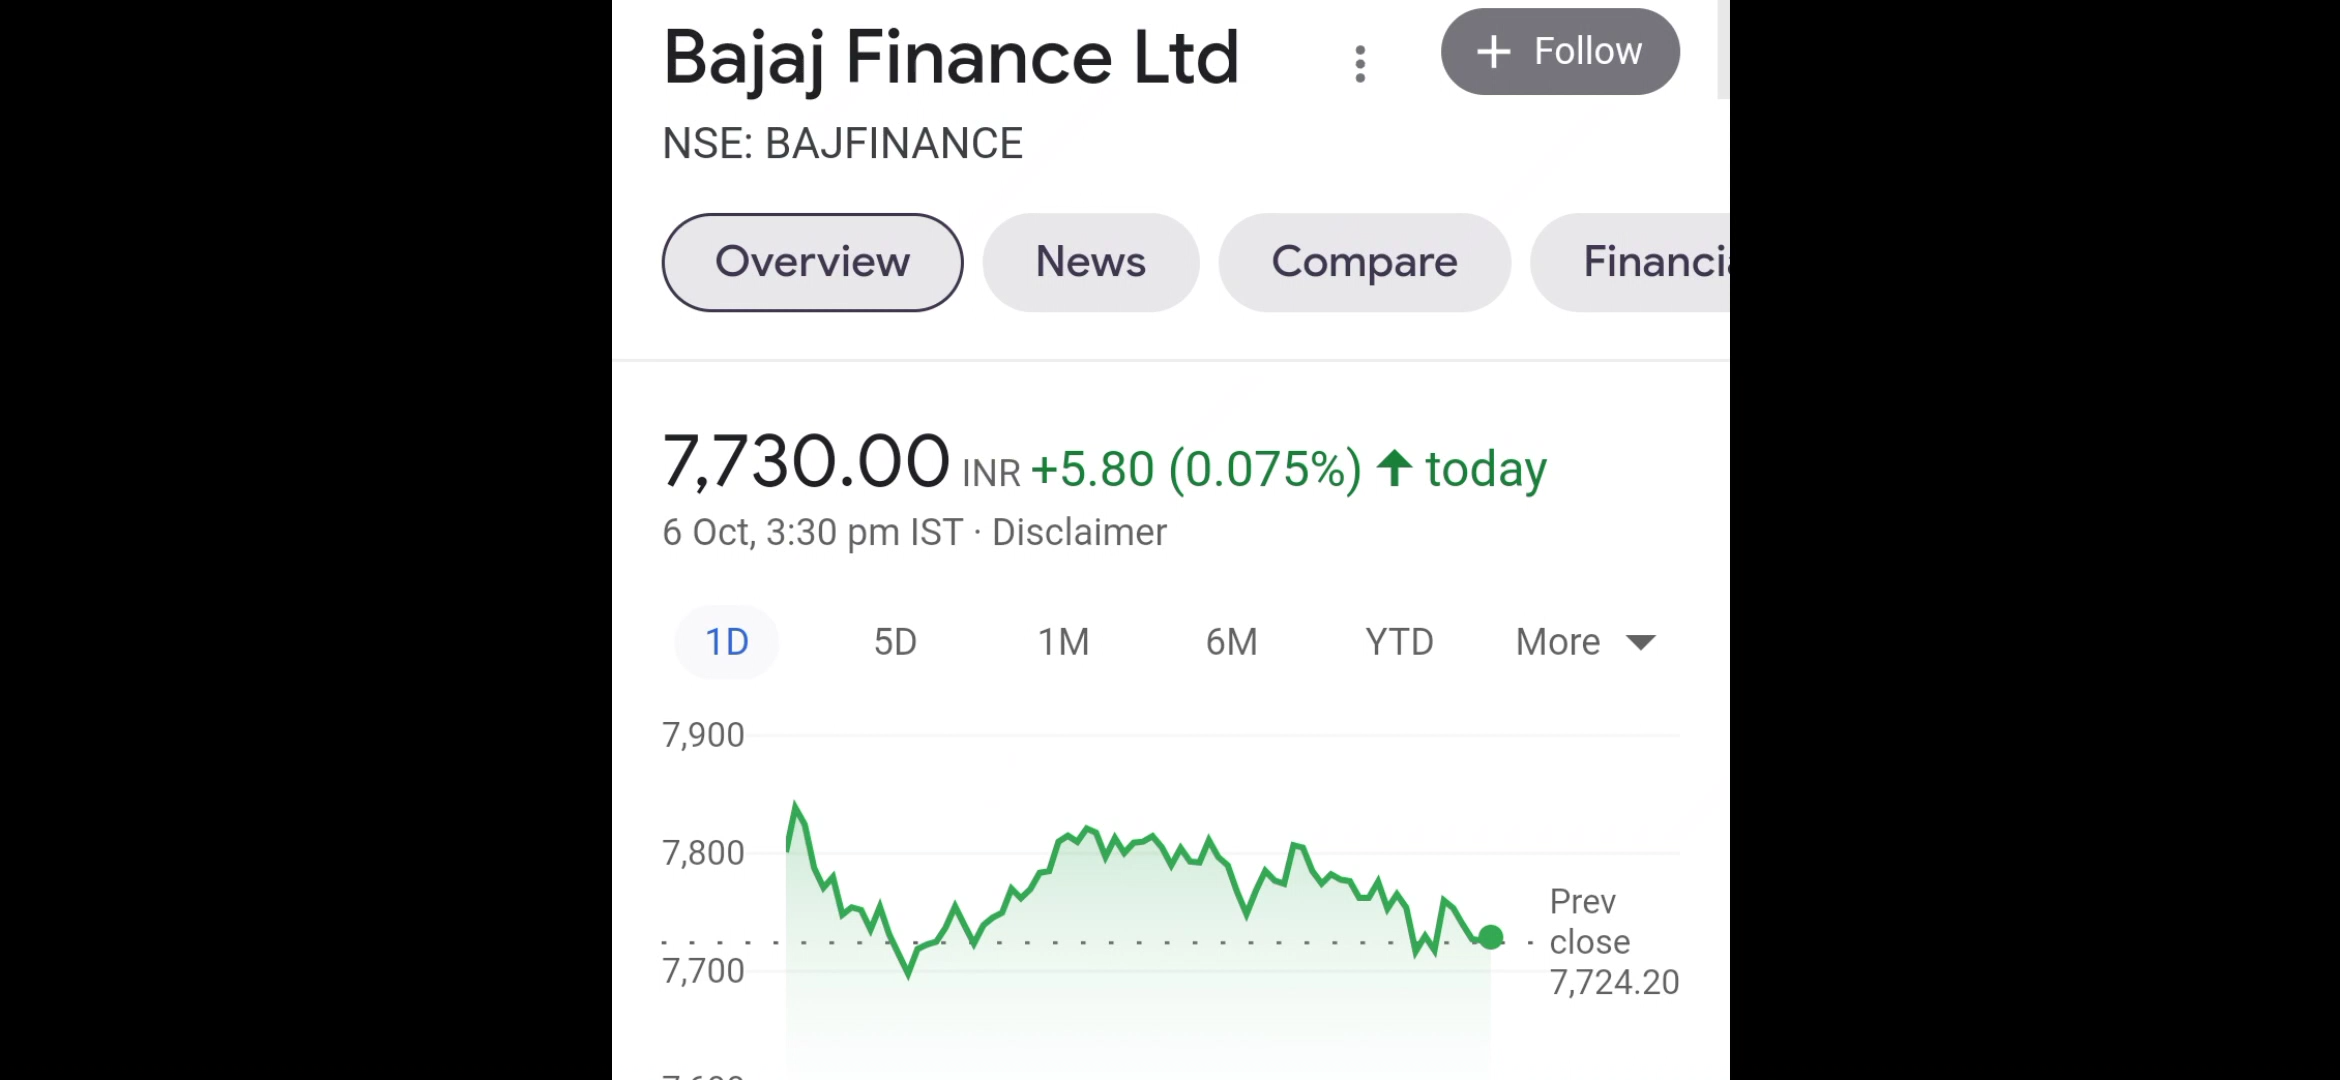 Bajaj Finance Ltd
+ Follow
NSE: BAJFINANCE
Overview News Compare
7,730.00 INR +5.80 (0.075%) ↑ today
6 Oct, 3:30 pm IST · Disclaimer
1D 5D 1M 6M YTD More
7,900
7,800
7,700
Prev
close
7,724.20